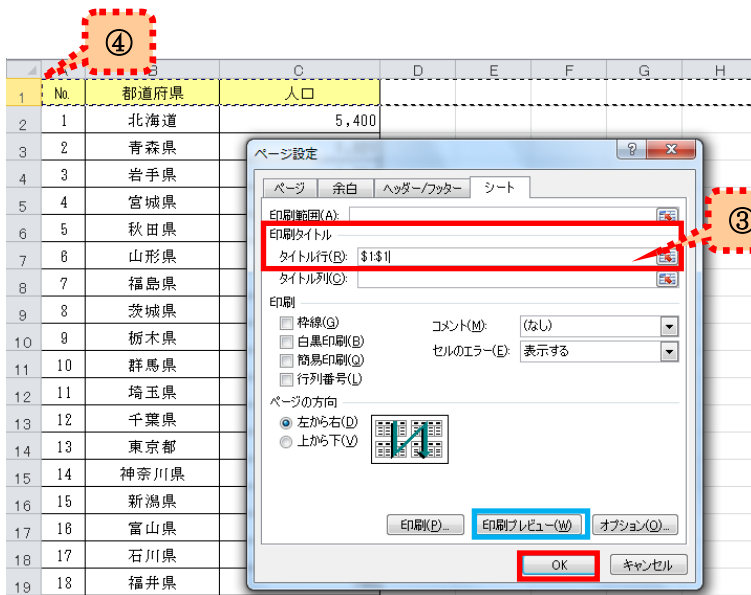 ④
A B C D E F G H
1 No. 都道府県 人口
2 1 北海道 5,400
3 2 青森県
4 3 岩手県
5 4 宮城県
6 5 秋田県
7 6 山形県
8 7 福島県
9 8 茨城県
10 9 栃木県
11 10 群馬県
12 11 埼玉県
13 12 千葉県
14 13 東京都
15 14 神奈川県
16 15 新潟県
17 16 富山県
18 17 石川県
19 18 福井県
ページ設定
ページ 余白 ヘッダー/フッター シート
③
印刷範囲(A):
印刷タイトル
タイトル行(R): $1:$1
タイトル列(C):
印刷
枠線(G)
白黒印刷(B)
簡易印刷(Q)
行列番号(L)
コメント(M): (なし)
セルのエラー(E): 表示する
ページの方向
左から右(D)
上から下(V)
印刷(P)... 印刷プレビュー(W) オプション(O)...
OK キャンセル